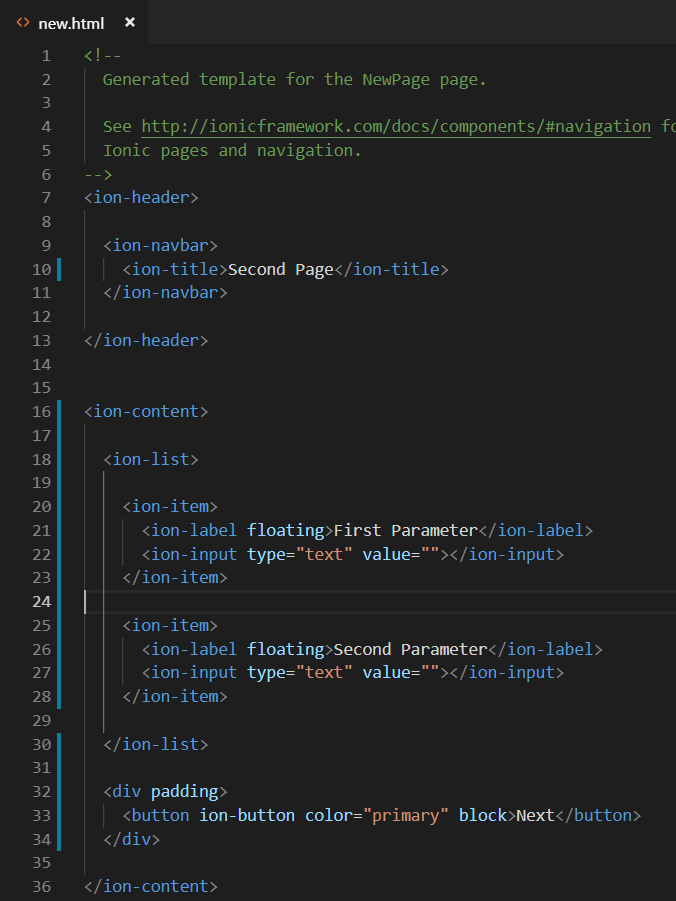 <> new.html ×
1 <!--
2 Generated template for the NewPage page.
3
4 See http://ionicframework.com/docs/components/#navigation
5 Ionic pages and navigation.
6 -->
7 <ion-header>
8
9 <ion-navbar>
10 <ion-title>Second Page</ion-title>
11 </ion-navbar>
12
13 </ion-header>
14
15
16 <ion-content>
17
18 <ion-list>
19
20 <ion-item>
21 <ion-label floating>First Parameter</ion-label>
22 <ion-input type="text" value=""></ion-input>
23 </ion-item>
24
25 <ion-item>
26 <ion-label floating>Second Parameter</ion-label>
27 <ion-input type="text" value=""></ion-input>
28 </ion-item>
29
30 </ion-list>
31
32 <div padding>
33 <button ion-button color="primary" block>Next</button>
34 </div>
35
36 </ion-content>